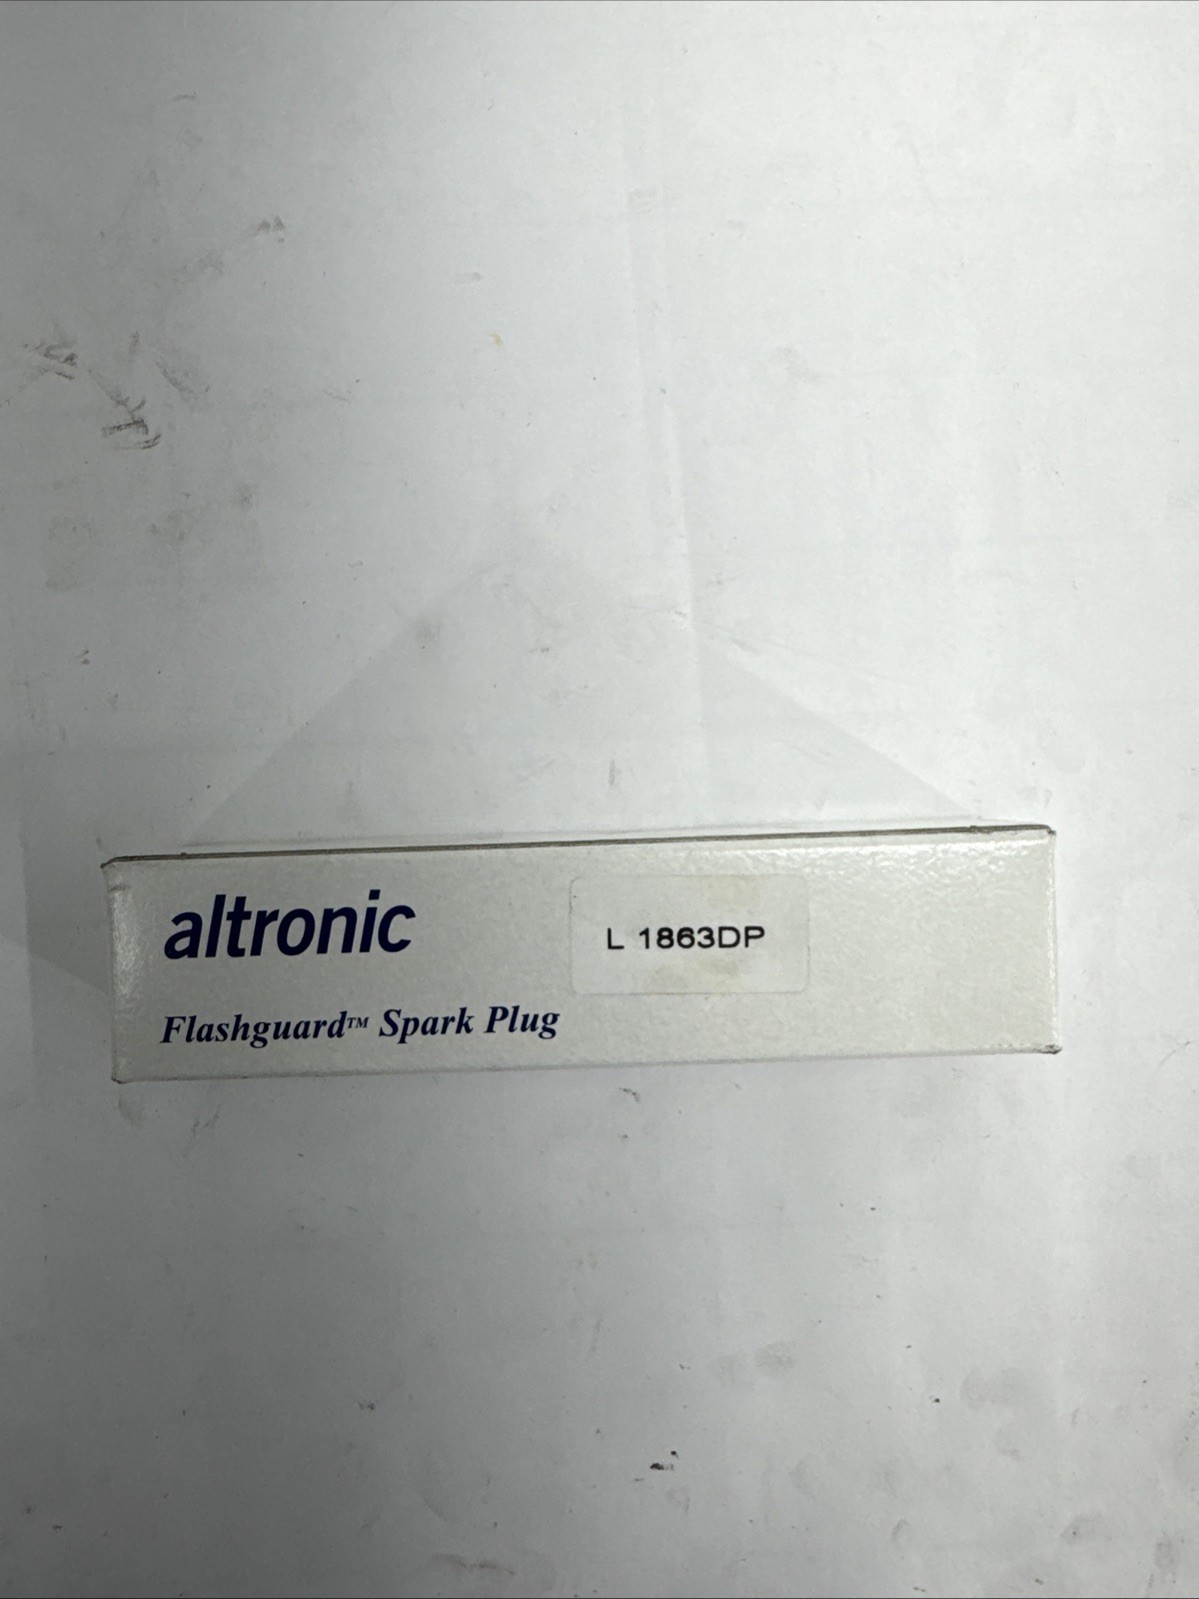 altronic
L 1863DP
Flashguard™ Spark Plug